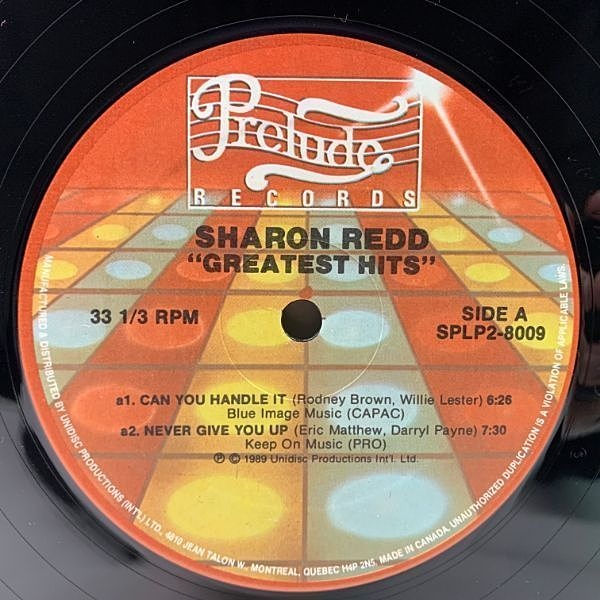 Prelude
RECORDS
SHARON REDD
"GREATEST HITS"
33 1/3 RPM
SIDE A
SPLP2-8009
a1. CAN YOU HANDLE IT (Rodney Brown, Willie Lester) 6:26
Blue Image Music (CAPAC)
a2. NEVER GIVE YOU UP (Eric Matthew, Darryl Payne) 7:30
Keep On Music (PRO)
℗ © 1989 Unidisc Productions Int'l. Ltd.
MANUFACTURED & DISTRIBUTED BY UNIDISC PRODUCTIONS (INT'L) LTD., 4810 JEAN TALON W., MONTREAL, QUEBEC H4P 2N5, MADE IN CANADA, UNAUTHORIZED DUPLICATION IS A VIOLATION OF APPLICABLE LAWS.